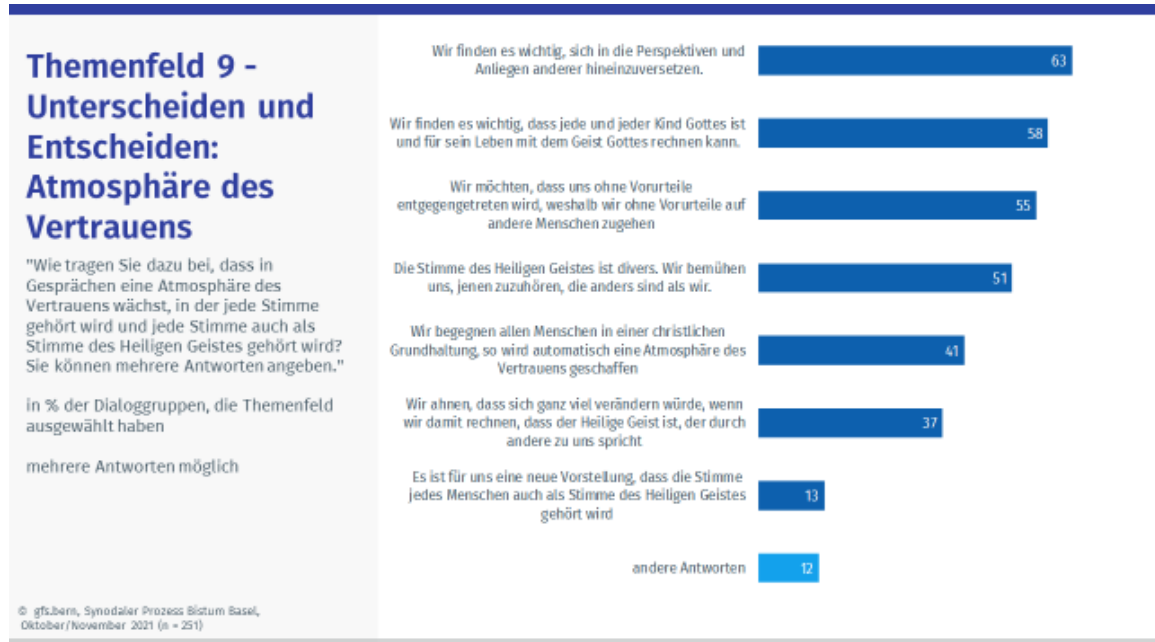 Themenfeld 9 -
Unterscheiden und
Entscheiden:
Atmosphäre des
Vertrauens
"Wie tragen Sie dazu bei, dass in
Gesprächen eine Atmosphäre des
Vertrauens wächst, in der jede Stimme
gehört wird und jede Stimme auch als
Stimme des Heiligen Geistes gehört wird?
Sie können mehrere Antworten angeben."
in % der Dialoggruppen, die Themenfeld
ausgewählt haben
mehrere Antworten möglich
© gfs.bern, Synodaler Prozess Bistum Basel,
Oktober/November 2021 (n = 251)
Wir finden es wichtig, sich in die Perspektiven und
Anliegen anderer hineinzuversetzen.
63
Wir finden es wichtig, dass jede und jeder Kind Gottes ist
und für sein Leben mit dem Geist Gottes rechnen kann.
58
Wir möchten, dass uns ohne Vorurteile
entgegengetreten wird, weshalb wir ohne Vorurteile auf
andere Menschen zugehen
55
Die Stimme des Heiligen Geistes ist divers. Wir bemühen
uns, jenen zuzuhören, die anders sind als wir.
51
Wir begegnen allen Menschen in einer christlichen
Grundhaltung, so wird automatisch eine Atmosphäre des
Vertrauens geschaffen
41
Wir ahnen, dass sich ganz viel verändern würde, wenn
wir damit rechnen, dass der Heilige Geist ist, der durch
andere zu uns spricht
37
Es ist für uns eine neue Vorstellung, dass die Stimme
jedes Menschen auch als Stimme des Heiligen Geistes
gehört wird
13
andere Antworten
12